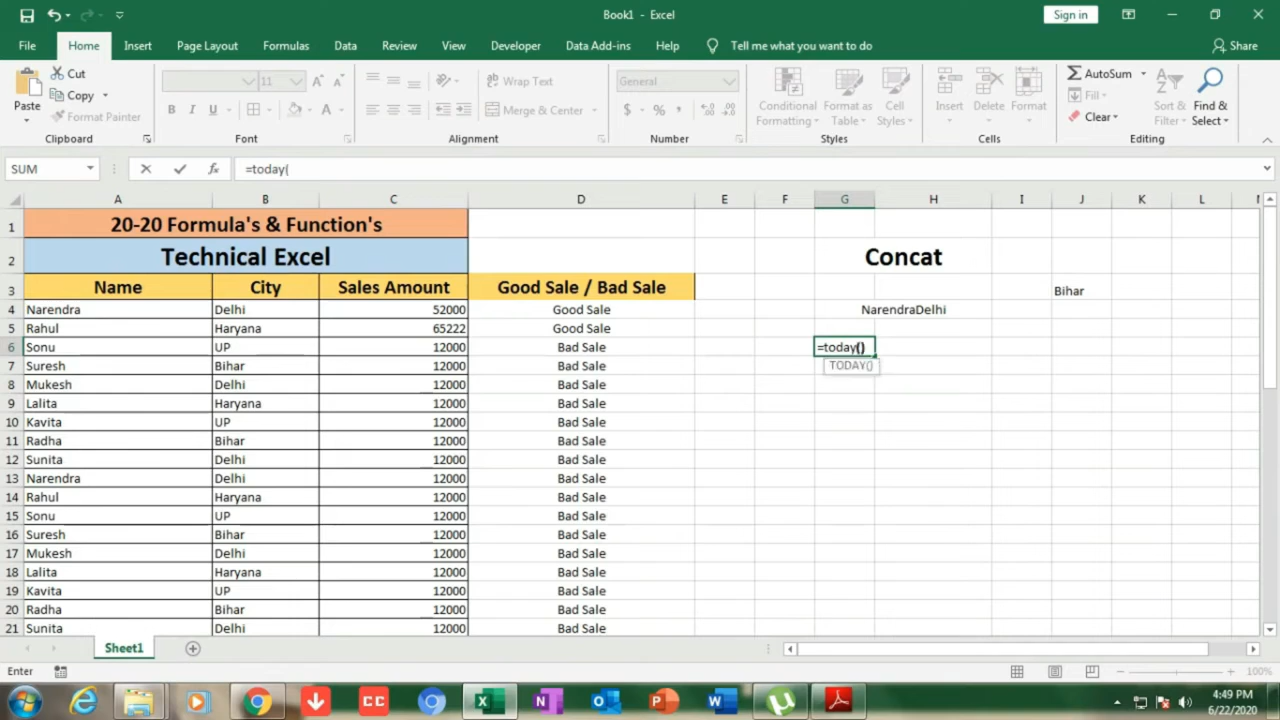 Book1 - Excel
Sign in
File Home Insert Page Layout Formulas Data Review View Developer Data Add-ins Help Tell me what you want to do Share
Paste
Cut
Copy
Format Painter
Clipboard
11
B I U
A
Font
Wrap Text
Merge & Center
Alignment
General
$ % ,
Number
Conditional Formatting
Format as Table
Cell Styles
Styles
Insert
Delete
Format
Cells
AutoSum
Fill
Clear
Sort & Filter
Find & Select
Editing
SUM fx =today(
A B C D E F G H I J K L
1 20-20 Formula's & Function's
2 Technical Excel Concat
3 Name City Sales Amount Good Sale / Bad Sale Bihar
4 Narendra Delhi 52000 Good Sale NarendraDelhi
5 Rahul Haryana 65222 Good Sale
6 Sonu UP 12000 Bad Sale =today()
TODAY()
7 Suresh Bihar 12000 Bad Sale
8 Mukesh Delhi 12000 Bad Sale
9 Lalita Haryana 12000 Bad Sale
10 Kavita UP 12000 Bad Sale
11 Radha Bihar 12000 Bad Sale
12 Sunita Delhi 12000 Bad Sale
13 Narendra Delhi 12000 Bad Sale
14 Rahul Haryana 12000 Bad Sale
15 Sonu UP 12000 Bad Sale
16 Suresh Bihar 12000 Bad Sale
17 Mukesh Delhi 12000 Bad Sale
18 Lalita Haryana 12000 Bad Sale
19 Kavita UP 12000 Bad Sale
20 Radha Bihar 12000 Bad Sale
21 Sunita Delhi 12000 Bad Sale
Sheet1
Enter 100%
CC
4:49 PM
6/22/2020